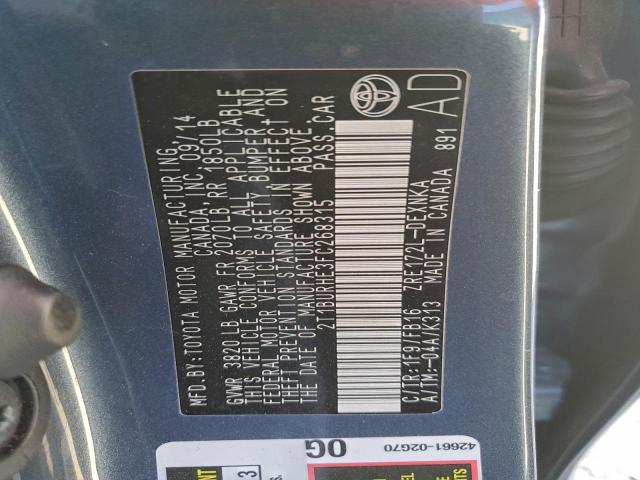 MFD. BY: TOYOTA MOTOR MANUFACTURING,
CANADA, INC. 09/14
GVWR 3820 LB GAWR FR 2070LB, RR 1850LB
THIS VEHICLE CONFORMS TO ALL APPLICABLE
FEDERAL MOTOR VEHICLE SAFETY BUMPER AND
THEFT PREVENTION STANDARDS IN EFFECT ON
THE DATE OF MANUFACTURE SHOWN ABOVE.
2T1BURHE3FC268315 PASS.CAR
C/TR:1F9/FB16 ZRE172L-DEXNKA
A/TM:-04A/K313 MADE IN CANADA 891
AD
42661-02G70
0G
3